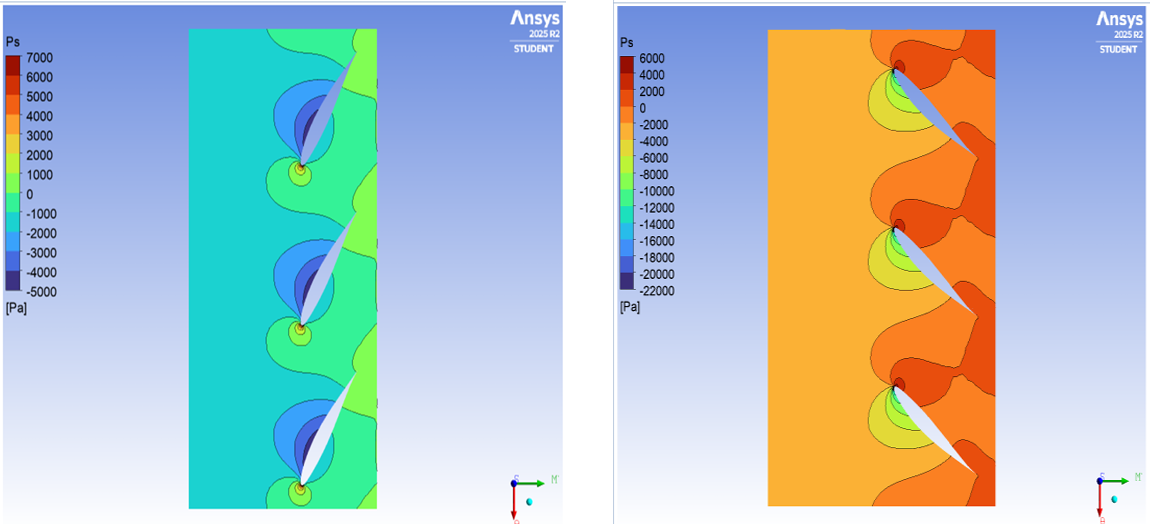 Ansys
2025 R2
STUDENT
Ps
7000
6000
5000
4000
3000
2000
1000
0
-1000
-2000
-3000
-4000
-5000
[Pa]
S
M'
Ansys
2025 R2
STUDENT
Ps
6000
4000
2000
0
-2000
-4000
-6000
-8000
-10000
-12000
-14000
-16000
-18000
-20000
-22000
[Pa]
S
M'